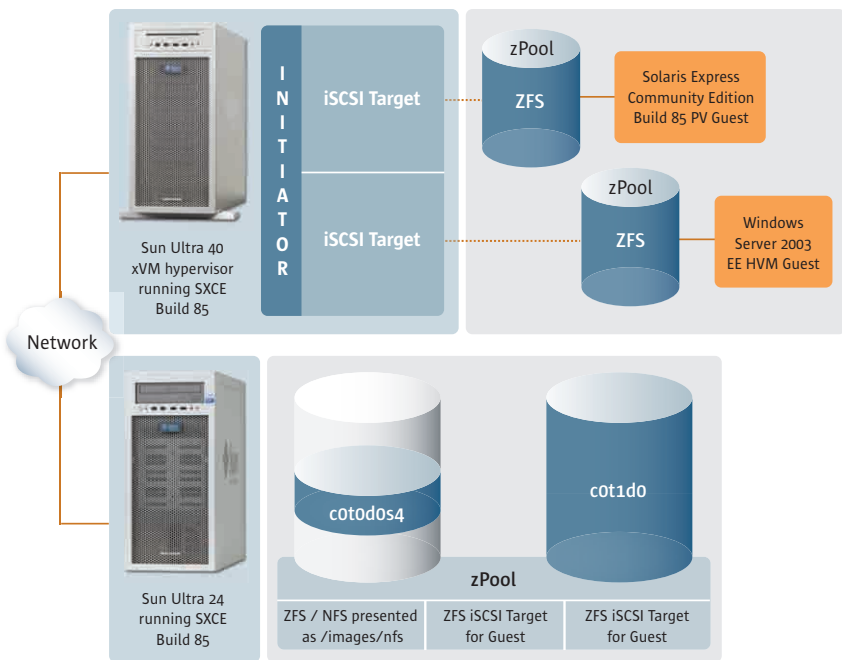 INITIATOR
iSCSI Target
iSCSI Target
zPool
ZFS
Solaris Express
Community Edition
Build 85 PV Guest
zPool
ZFS
Windows
Server 2003
EE HVM Guest
Sun Ultra 40
xVM hypervisor
running SXCE
Build 85
Network
Sun Ultra 24
running SXCE
Build 85
c0t0d0s4
c0t1d0
zPool
ZFS / NFS presented
as /images/nfs
ZFS iSCSI Target
for Guest
ZFS iSCSI Target
for Guest